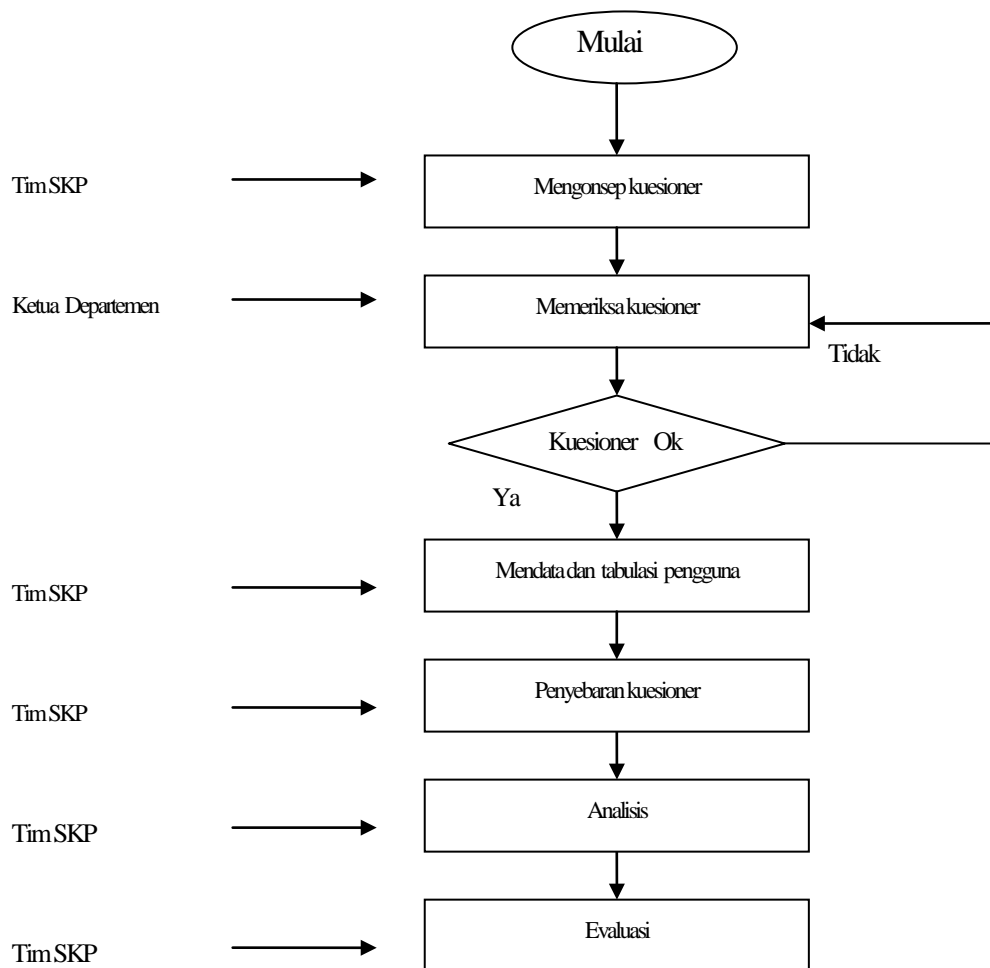 Mulai
Tim SKP
Mengonsep kuesioner
Ketua Departemen
Memeriksa kuesioner
Tidak
Kuesioner Ok
Ya
Tim SKP
Mendata dan tabulasi pengguna
Tim SKP
Penyebaran kuesioner
Tim SKP
Analisis
Tim SKP
Evaluasi